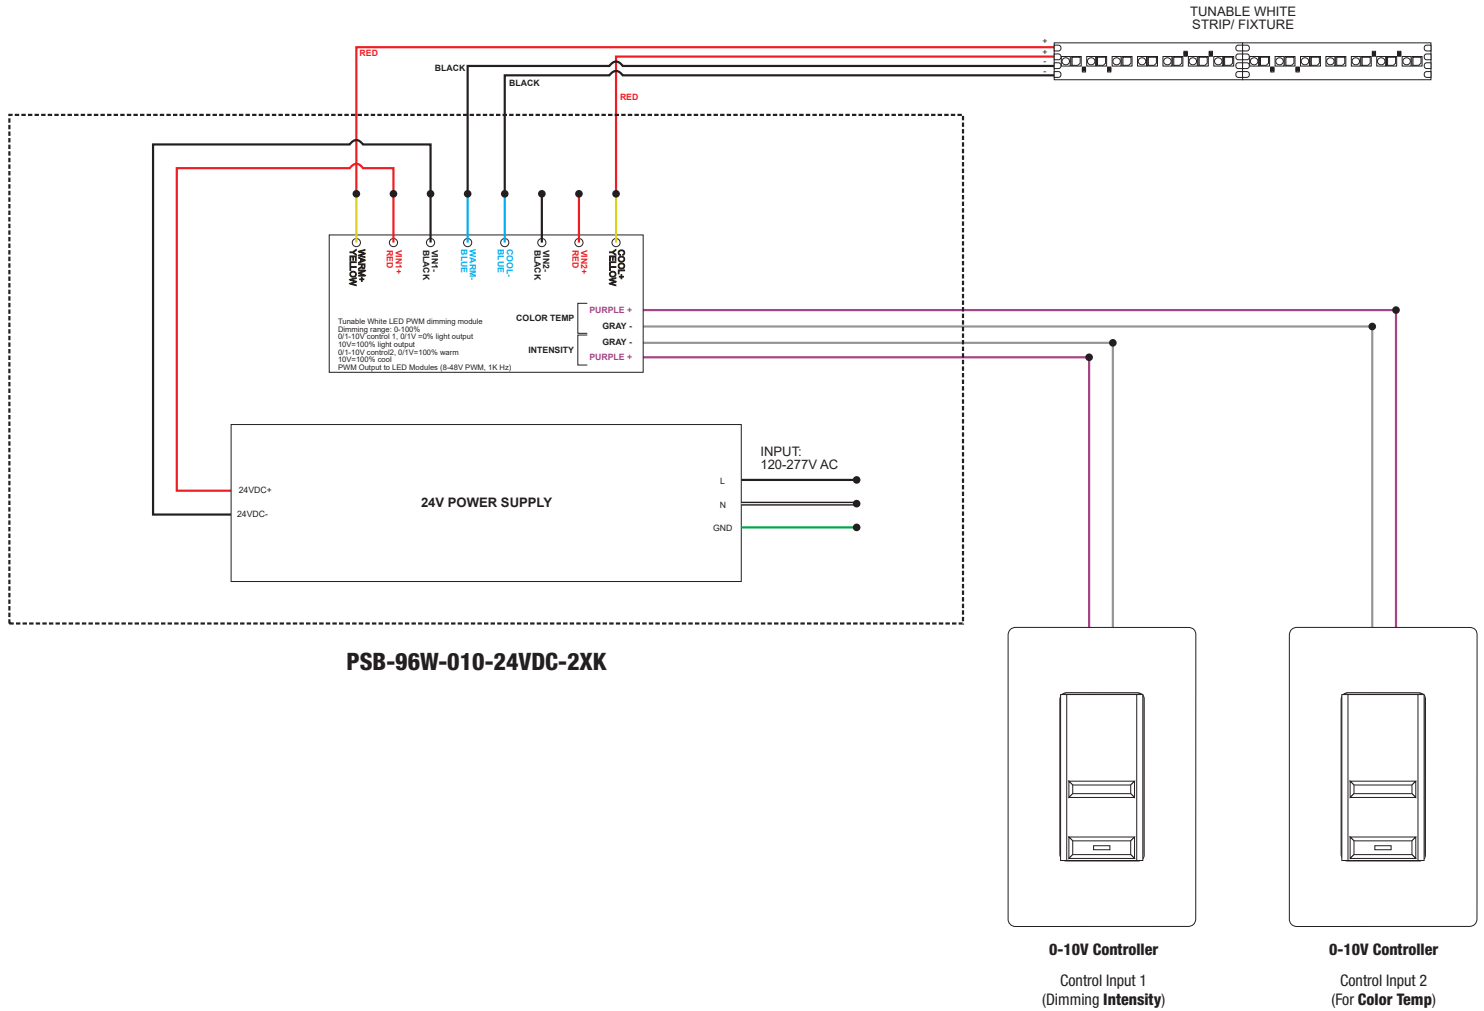 TUNABLE WHITE
STRIP/ FIXTURE
+
RED
+
BLACK
-
-
BLACK
RED
WARM+
YELLOW
VIN1+
RED
VIN1-
BLACK
WARM-
BLUE
COOL-
BLUE
VIN2-
BLACK
VIN2+
RED
COOL+
YELLOW
COLOR TEMP
PURPLE +
GRAY -
INTENSITY
GRAY -
PURPLE +
Tunable White LED PWM dimming module
Dimming range: 0-100%
0/1-10V control 1, 0/1V =0% light output
10V=100% light output
0/1-10V control2, 0/1V=100% warm
10V=100% cool
PWM Output to LED Modules (8-48V PWM, 1K Hz)
INPUT:
120-277V AC
24VDC+
24VDC-
24V POWER SUPPLY
L
N
GND
PSB-96W-010-24VDC-2XK
0-10V Controller
Control Input 1
(Dimming Intensity)
0-10V Controller
Control Input 2
(For Color Temp)